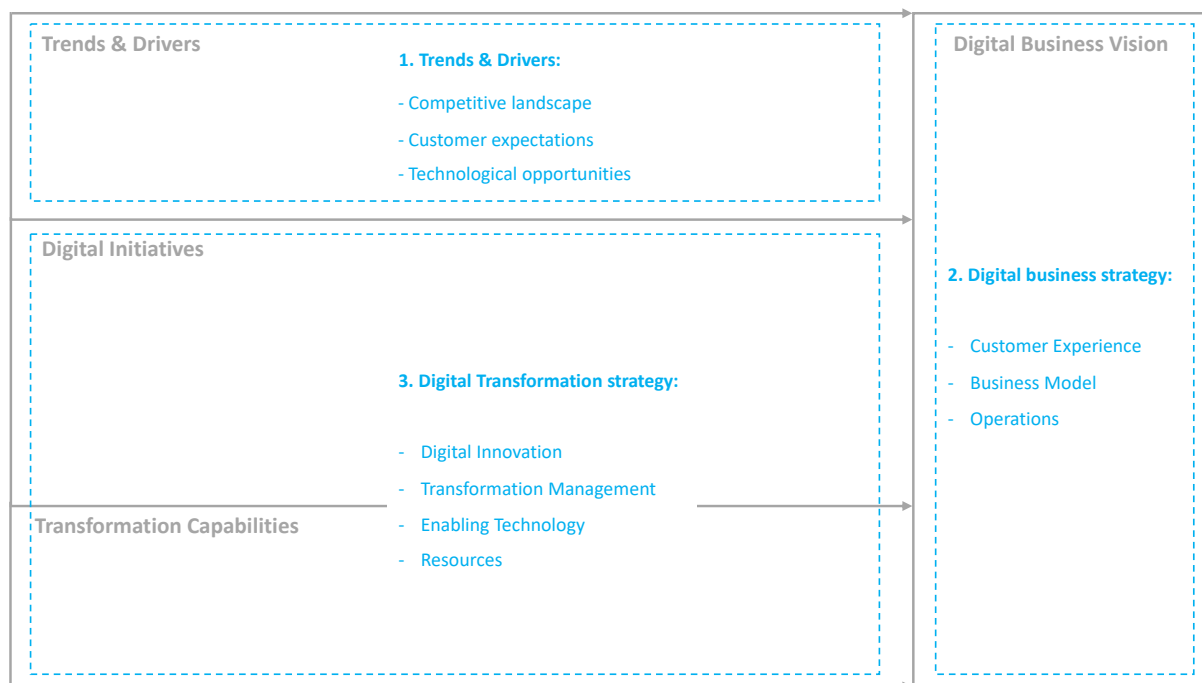 Trends & Drivers
1. Trends & Drivers:
- Competitive landscape
- Customer expectations
- Technological opportunities
Digital Initiatives
3. Digital Transformation strategy:
- Digital Innovation
- Transformation Management
- Enabling Technology
- Resources
Transformation Capabilities
Digital Business Vision
2. Digital business strategy:
- Customer Experience
- Business Model
- Operations